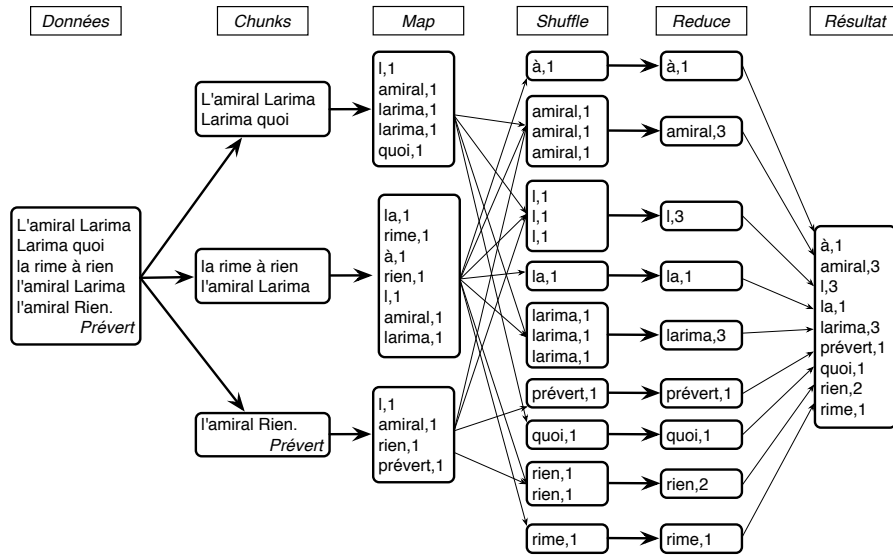 Données
Chunks
Map
Shuffle
Reduce
Résultat
L'amiral Larima
Larima quoi
la rime à rien
l'amiral Larima
l'amiral Rien.
Prévert
L'amiral Larima
Larima quoi
la rime à rien
l'amiral Larima
l'amiral Rien.
Prévert
l,1
amiral,1
larima,1
larima,1
quoi,1
la,1
rime,1
à,1
rien,1
l,1
amiral,1
larima,1
l,1
amiral,1
rien,1
prévert,1
à,1
amiral,1
amiral,1
amiral,1
l,1
l,1
l,1
la,1
larima,1
larima,1
larima,1
prévert,1
quoi,1
rien,1
rien,1
rime,1
à,1
amiral,3
l,3
la,1
larima,3
prévert,1
quoi,1
rien,2
rime,1
à,1
amiral,3
l,3
la,1
larima,3
prévert,1
quoi,1
rien,2
rime,1